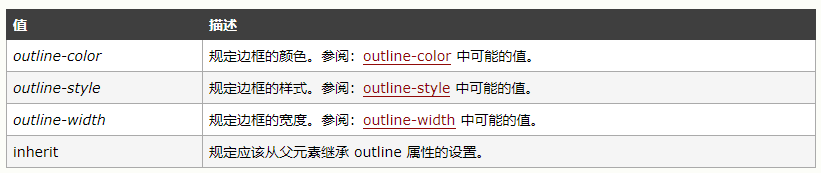 值 描述
outline-color 规定边框的颜色。参阅：outline-color 中可能的值。
outline-style 规定边框的样式。参阅：outline-style 中可能的值。
outline-width 规定边框的宽度。参阅：outline-width 中可能的值。
inherit 规定应该从父元素继承 outline 属性的设置。